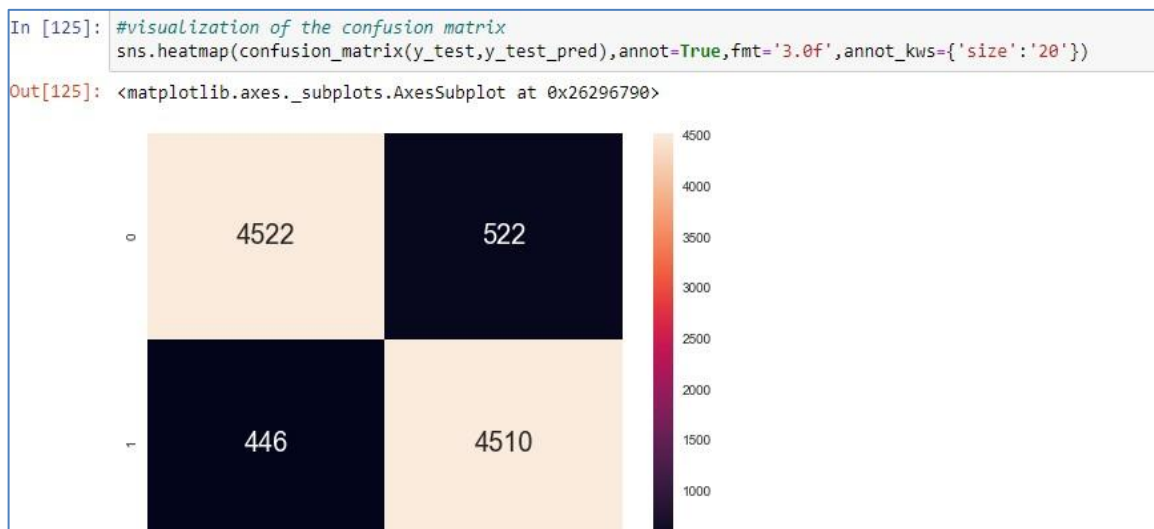 In [125]: #visualization of the confusion matrix
sns.heatmap(confusion_matrix(y_test,y_test_pred),annot=True,fmt='3.0f',annot_kws={'size':'20'})
Out[125]: <matplotlib.axes._subplots.AxesSubplot at 0x26296790>
4500
4000
0 4522 522
3500
3000
2500
2000
1 446 4510
1500
1000